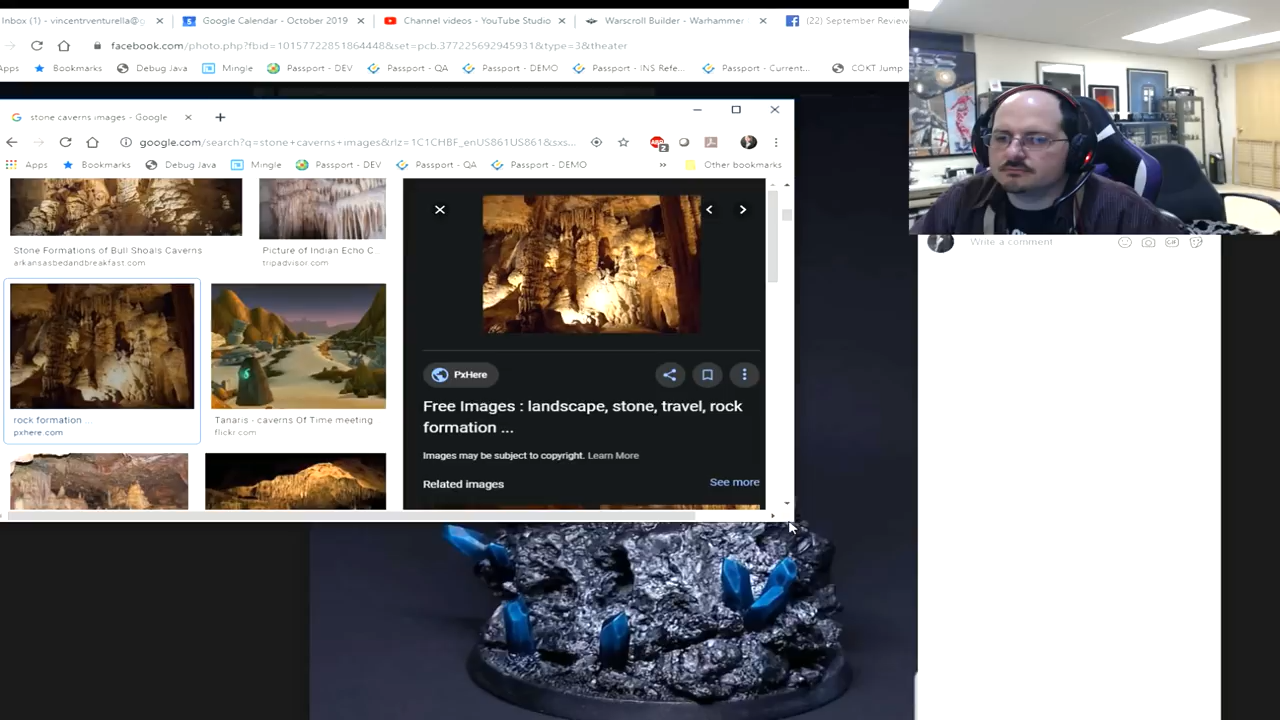 Inbox (1) - vincentrventurella@g
Google Calendar - October 2019
Channel videos - YouTube Studio
Warscroll Builder - Warhammer
(22) September Review
facebook.com/photo.php?fbid=10157722851864448&set=pcb.377225692945931&type=3&theater
Apps
Bookmarks
Debug Java
Mingle
Passport - DEV
Passport - QA
Passport - DEMO
Passport - INS Refe...
Passport - Current...
COKT Jump
stone caverns images - Google
google.com/search?q=stone+caverns+images&rlz=1C1CHBF_enUS861US861&sxs...
Apps
Bookmarks
Debug Java
Mingle
Passport - DEV
Passport - QA
Passport - DEMO
»
Other bookmarks
Stone Formations of Bull Shoals Caverns
arkansasbedandbreakfast.com
Picture of Indian Echo C...
tripadvisor.com
rock formation ...
pxhere.com
Tanaris - caverns Of Time meeting
flickr.com
PxHere
Free Images : landscape, stone, travel, rock
formation ...
Images may be subject to copyright. Learn More
Related images
See more
Write a comment